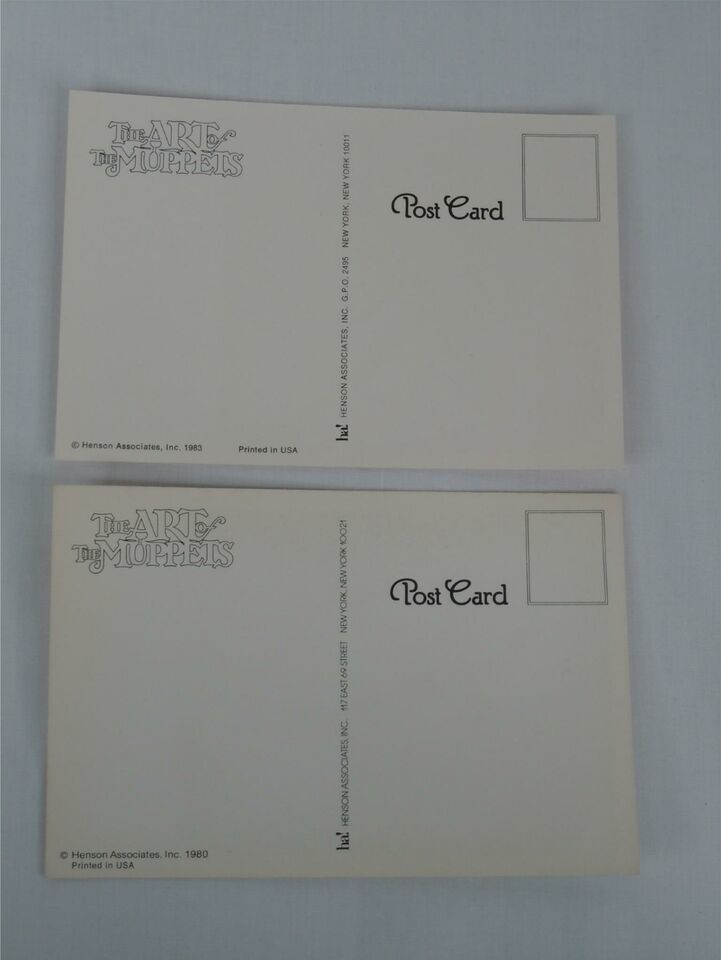 The ART of
The MUPPETS
HENSON ASSOCIATES, INC. G.P.O. 2495 NEW YORK, NEW YORK 10011
ha!
Post Card
© Henson Associates, Inc. 1983 Printed in USA
The ART of
The MUPPETS
HENSON ASSOCIATES, INC. 117 EAST 69 STREET NEW YORK, NEW YORK 10021
ha!
Post Card
© Henson Associates, Inc. 1980
Printed in USA